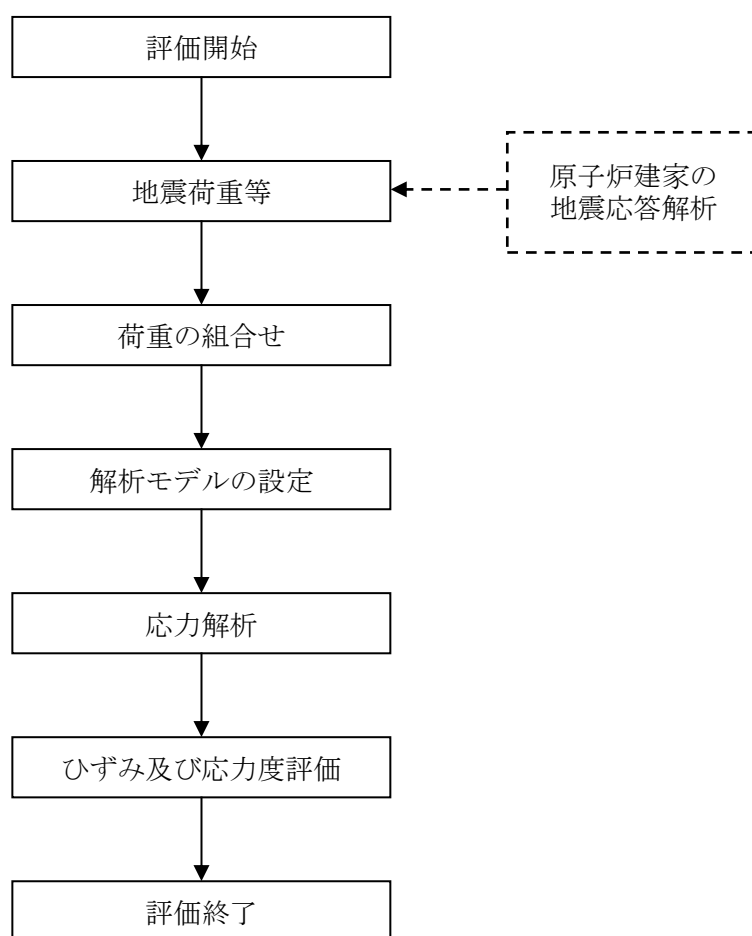 評価開始
地震荷重等
原子炉建家の
地震応答解析
荷重の組合せ
解析モデルの設定
応力解析
ひずみ及び応力度評価
評価終了